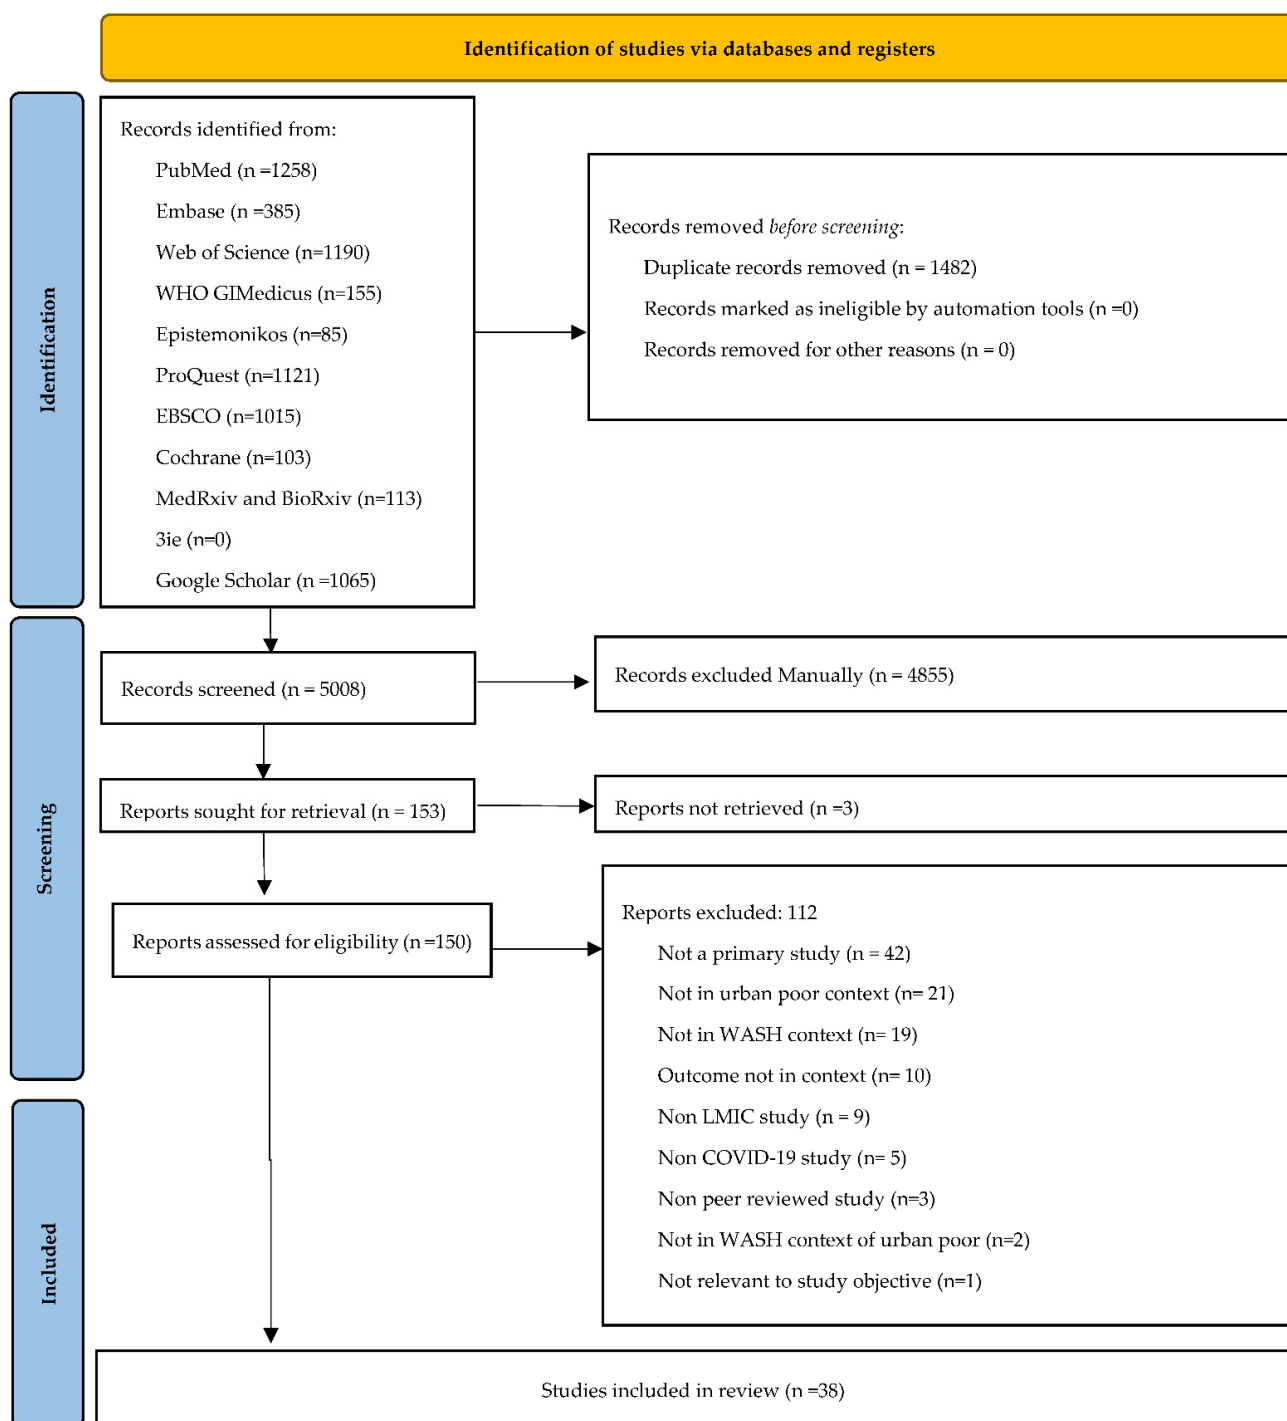 Identification of studies via databases and registers
Identification
Records identified from:
PubMed (n =1258)
Embase (n =385)
Web of Science (n=1190)
WHO GIMedicus (n=155)
Epistemonikos (n=85)
ProQuest (n=1121)
EBSCO (n=1015)
Cochrane (n=103)
MedRxiv and BioRxiv (n=113)
3ie (n=0)
Google Scholar (n =1065)
Records removed before screening:
Duplicate records removed (n = 1482)
Records marked as ineligible by automation tools (n =0)
Records removed for other reasons (n = 0)
Screening
Records screened (n = 5008)
Records excluded Manually (n = 4855)
Reports sought for retrieval (n = 153)
Reports not retrieved (n =3)
Reports assessed for eligibility (n =150)
Reports excluded: 112
Not a primary study (n = 42)
Not in urban poor context (n= 21)
Not in WASH context (n= 19)
Outcome not in context (n= 10)
Non LMIC study (n = 9)
Non COVID-19 study (n= 5)
Non peer reviewed study (n=3)
Not in WASH context of urban poor (n=2)
Not relevant to study objective (n=1)
Included
Studies included in review (n =38)